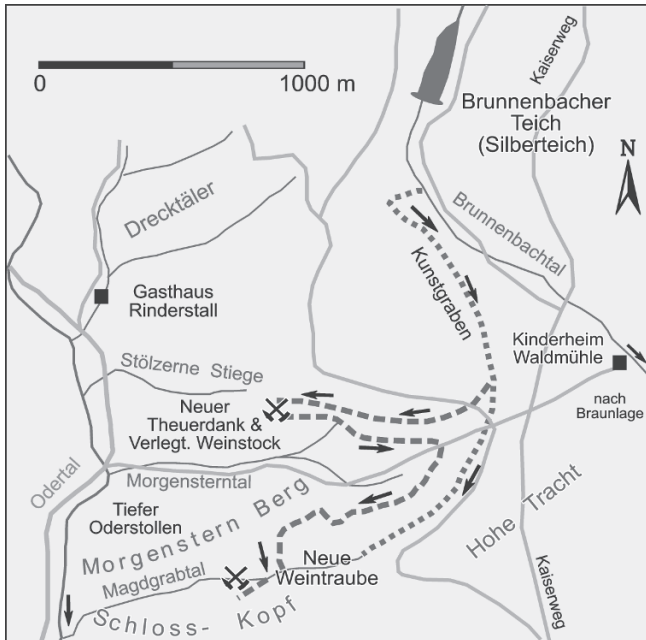 0
1000 m
Kaiserweg
Brunnenbacher
Teich
(Silberteich)
N
Drecktäler
Brunnenbachtal
Kunstgraben
Gasthaus
Rinderstall
Kinderheim
Waldmühle
nach
Braunlage
Stölzerne Stiege
Neuer
Theuerdank &
Verlegt. Weinstock
Odertal
Morgensterntal
Tiefer
Oderstollen
Morgenstern Berg
Hohe Tracht
Neue
Weintraube
Magdgrabtal
Schloss- Kopf
Kaiserweg